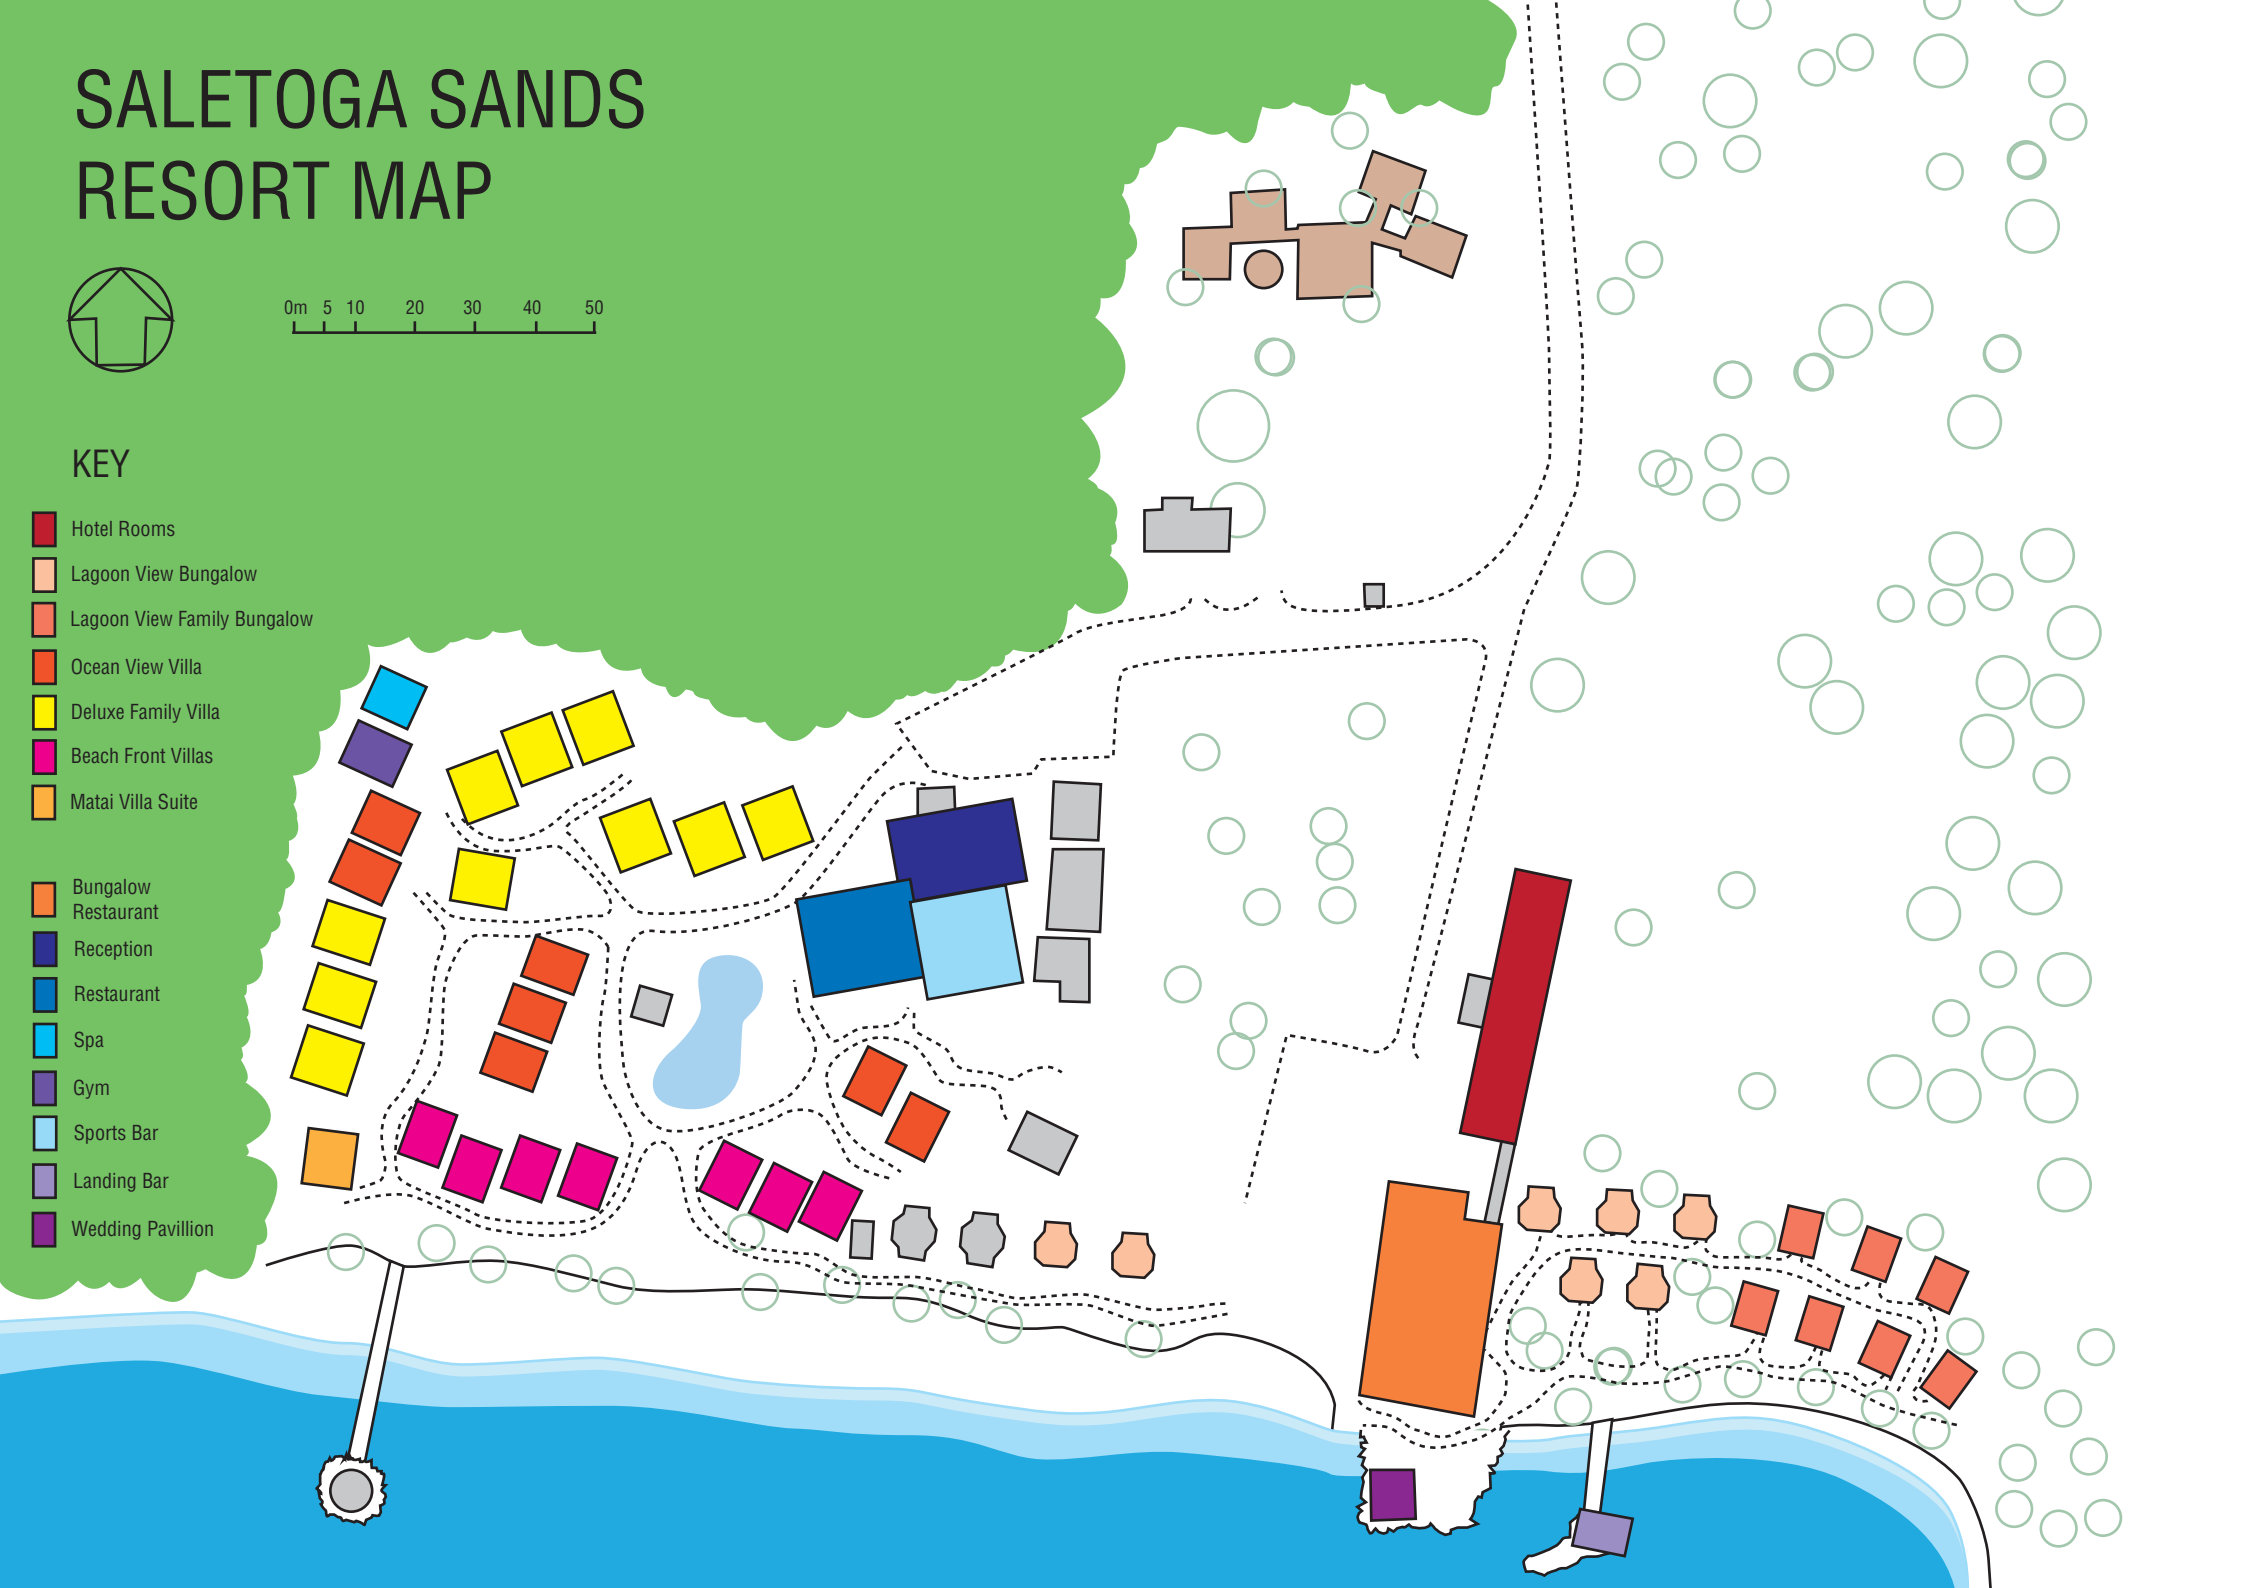 SALETOGA SANDS
RESORT MAP
0m 5 10 20 30 40 50
KEY
Hotel Rooms
Lagoon View Bungalow
Lagoon View Family Bungalow
Ocean View Villa
Deluxe Family Villa
Beach Front Villas
Matai Villa Suite
Bungalow
Restaurant
Reception
Restaurant
Spa
Gym
Sports Bar
Landing Bar
Wedding Pavillion